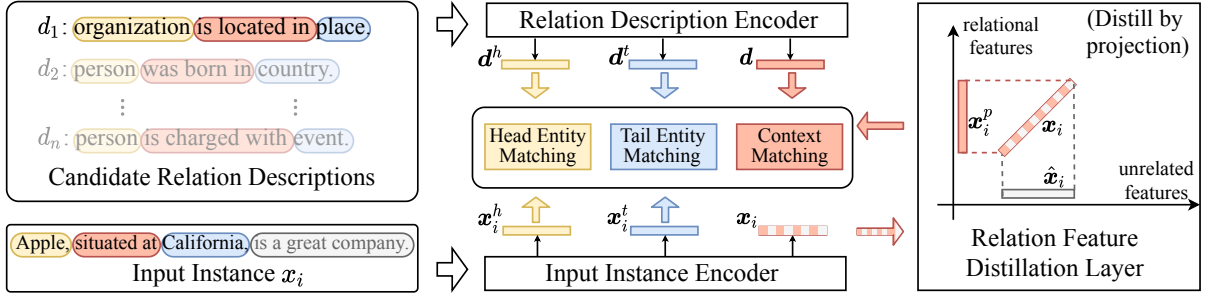 d₁: organization is located in place.
d₂: person was born in country.
⋮ ⋮
dₙ: person is charged with event.
Candidate Relation Descriptions
Apple, situated at California, is a great company.
Input Instance xᵢ
Relation Description Encoder
dʰ dᵗ d
Head Entity Matching
Tail Entity Matching
Context Matching
xᵢʰ xᵢᵗ xᵢ
Input Instance Encoder
relational features
(Distill by projection)
xᵢᵖ xᵢ
x̂ᵢ
unrelated features
Relation Feature
Distillation Layer